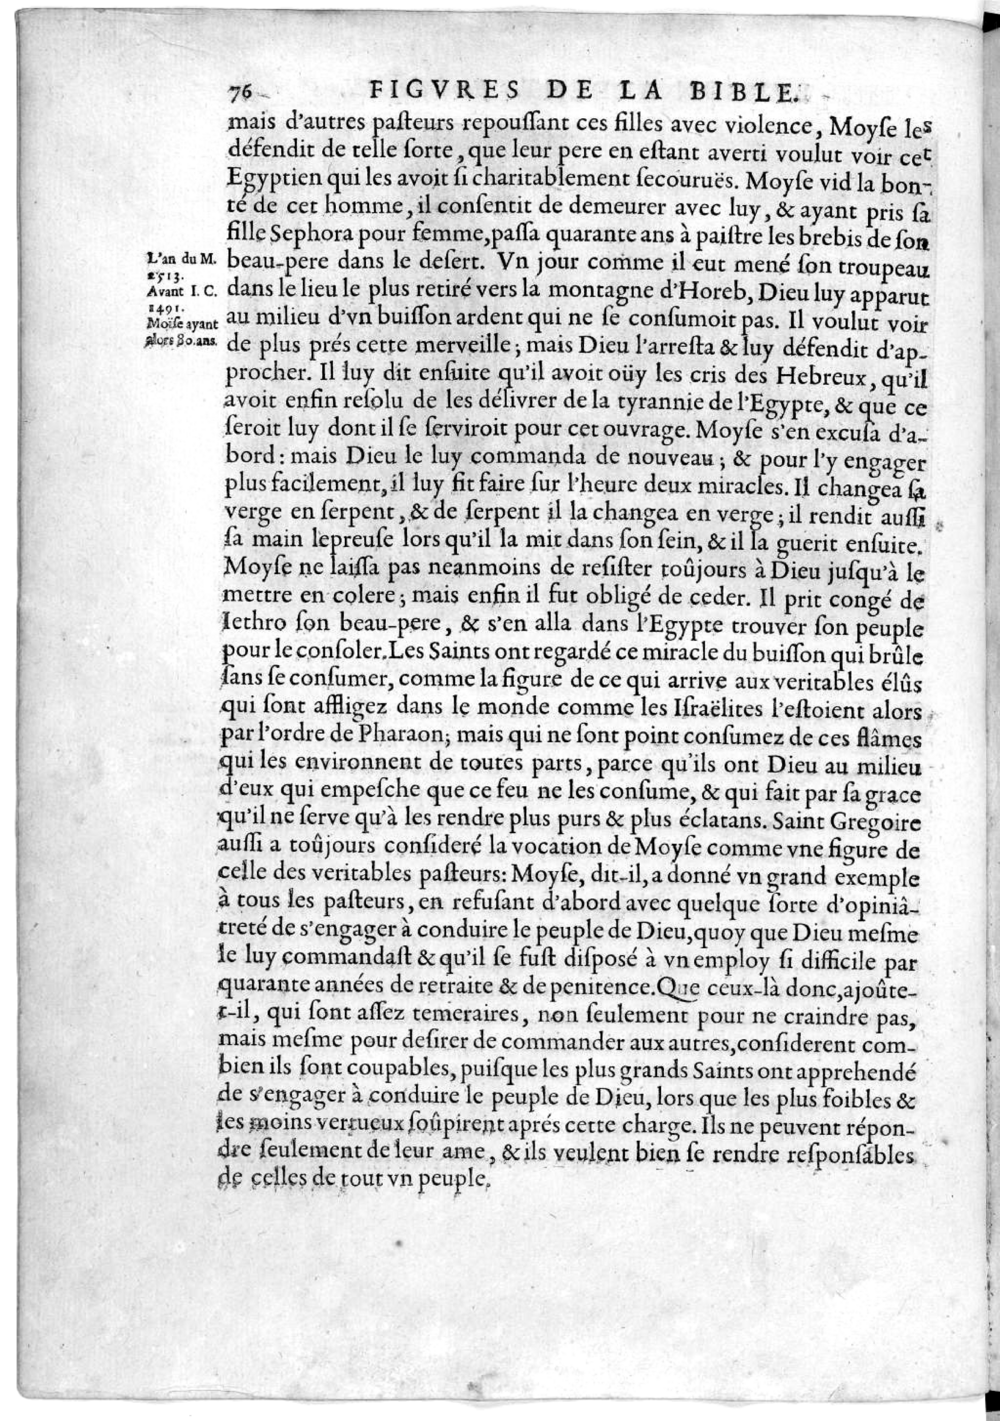 76 FIGVRES DE LA BIBLE.
mais d'autres paſteurs repouſſant ces filles avec violence, Moyſe les
défendit de telle ſorte, que leur pere en eſtant averti voulut voir cet
Egyptien qui les avoit ſi charitablement ſecouruës. Moyſe vid la bon-
té de cet homme, il conſentit de demeurer avec luy, & ayant pris ſa
fille Sephora pour femme, paſſa quarante ans à paiſtre les brebis de ſon
beau-pere dans le deſert. Vn jour comme il eut mené ſon troupeau
dans le lieu le plus retiré vers la montagne d'Horeb, Dieu luy apparut
au milieu d'vn buiſſon ardent qui ne ſe conſumoit pas. Il voulut voir
de plus prés cette merveille; mais Dieu l'arreſta & luy défendit d'ap-
procher. Il luy dit enſuite qu'il avoit oüy les cris des Hebreux, qu'il
avoit enfin reſolu de les délivrer de la tyrannie de l'Egypte, & que ce
ſeroit luy dont il ſe ſerviroit pour cet ouvrage. Moyſe s'en excuſa d'a-
bord: mais Dieu le luy commanda de nouveau; & pour l'y engager
plus facilement, il luy fit faire ſur l'heure deux miracles. Il changea ſa
verge en ſerpent, & de ſerpent il la changea en verge; il rendit auſſi
ſa main lepreuſe lors qu'il la mit dans ſon ſein, & il la guerit enſuite.
Moyſe ne laiſſa pas neanmoins de reſiſter toûjours à Dieu juſqu'à le
mettre en colere; mais enfin il fut obligé de ceder. Il prit congé de
Iethro ſon beau-pere, & s'en alla dans l'Egypte trouver ſon peuple
pour le conſoler. Les Saints ont regardé ce miracle du buiſſon qui brûle
ſans ſe conſumer, comme la figure de ce qui arrive aux veritables élûs
qui ſont affligez dans le monde comme les Iſraëlites l'eſtoient alors
par l'ordre de Pharaon; mais qui ne ſont point conſumez de ces flâmes
qui les environnent de toutes parts, parce qu'ils ont Dieu au milieu
d'eux qui empeſche que ce feu ne les conſume, & qui fait par ſa grace
qu'il ne ſerve qu'à les rendre plus purs & plus éclatans. Saint Gregoire
auſſi a toûjours conſideré la vocation de Moyſe comme vne figure de
celle des veritables paſteurs: Moyſe, dit-il, a donné vn grand exemple
à tous les paſteurs, en refuſant d'abord avec quelque ſorte d'opiniâ-
treté de s'engager à conduire le peuple de Dieu, quoy que Dieu meſme
le luy commandaſt & qu'il ſe fuſt diſpoſé à vn employ ſi difficile par
quarante années de retraite & de penitence. Que ceux-là donc, ajoûte-
t-il, qui ſont aſſez temeraires, non ſeulement pour ne craindre pas,
mais meſme pour deſirer de commander aux autres, conſiderent com-
bien ils ſont coupables, puiſque les plus grands Saints ont apprehendé
de s'engager à conduire le peuple de Dieu, lors que les plus foibles &
les moins vertueux ſoûpirent aprés cette charge. Ils ne peuvent répon-
dre ſeulement de leur ame, & ils veulent bien ſe rendre reſponſables
de celles de tout vn peuple.
L'an du M.
2513.
Avant I. C.
1491.
Moïſe ayant
alors 80. ans.